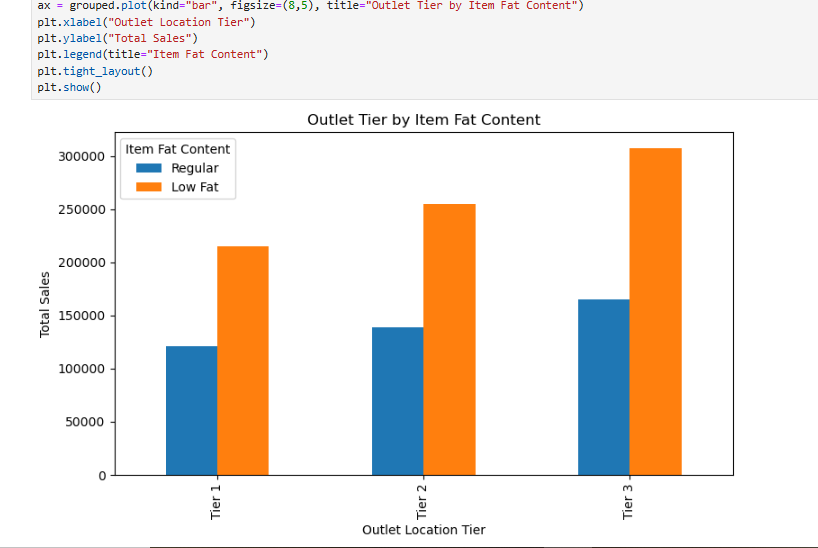 ax = grouped.plot(kind="bar", figsize=(8,5), title="Outlet Tier by Item Fat Content")
plt.xlabel("Outlet Location Tier")
plt.ylabel("Total Sales")
plt.legend(title="Item Fat Content")
plt.tight_layout()
plt.show()
Outlet Tier by Item Fat Content
Item Fat Content
Regular
Low Fat
300000
250000
200000
150000
100000
50000
0
Total Sales
Tier 1
Tier 2
Tier 3
Outlet Location Tier